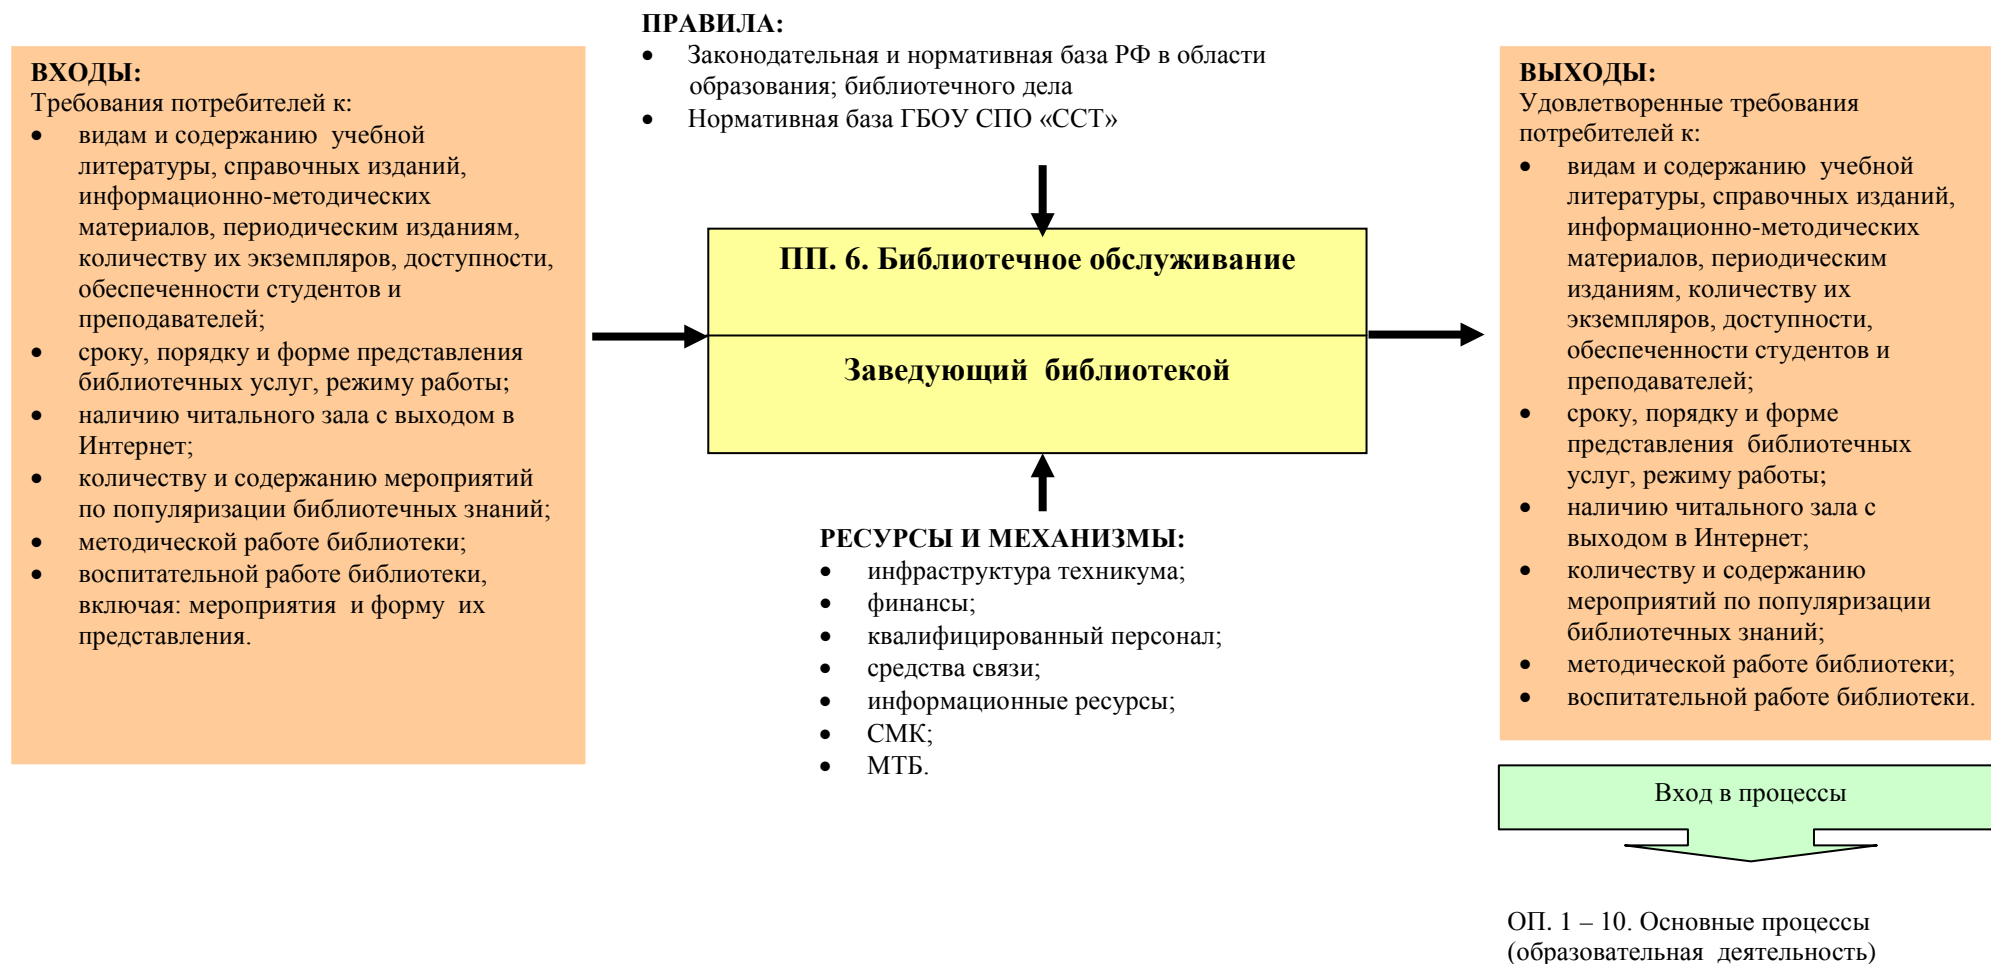 ПРАВИЛА:
• Законодательная и нормативная база РФ в области
образования; библиотечного дела
• Нормативная база ГБОУ СПО «ССТ»
ВХОДЫ:
Требования потребителей к:
• видам и содержанию учебной
литературы, справочных изданий,
информационно-методических
материалов, периодическим изданиям,
количеству их экземпляров, доступности,
обеспеченности студентов и
преподавателей;
• сроку, порядку и форме представления
библиотечных услуг, режиму работы;
• наличию читального зала с выходом в
Интернет;
• количеству и содержанию мероприятий
по популяризации библиотечных знаний;
• методической работе библиотеки;
• воспитательной работе библиотеки,
включая: мероприятия и форму их
представления.
ПП. 6. Библиотечное обслуживание
Заведующий библиотекой
РЕСУРСЫ И МЕХАНИЗМЫ:
• инфраструктура техникума;
• финансы;
• квалифицированный персонал;
• средства связи;
• информационные ресурсы;
• СМК;
• МТБ.
ВЫХОДЫ:
Удовлетворенные требования
потребителей к:
• видам и содержанию учебной
литературы, справочных изданий,
информационно-методических
материалов, периодическим
изданиям, количеству их
экземпляров, доступности,
обеспеченности студентов и
преподавателей;
• сроку, порядку и форме
представления библиотечных
услуг, режиму работы;
• наличию читального зала с
выходом в Интернет;
• количеству и содержанию
мероприятий по популяризации
библиотечных знаний;
• методической работе библиотеки;
• воспитательной работе библиотеки.
Вход в процессы
ОП. 1 – 10. Основные процессы
(образовательная деятельность)